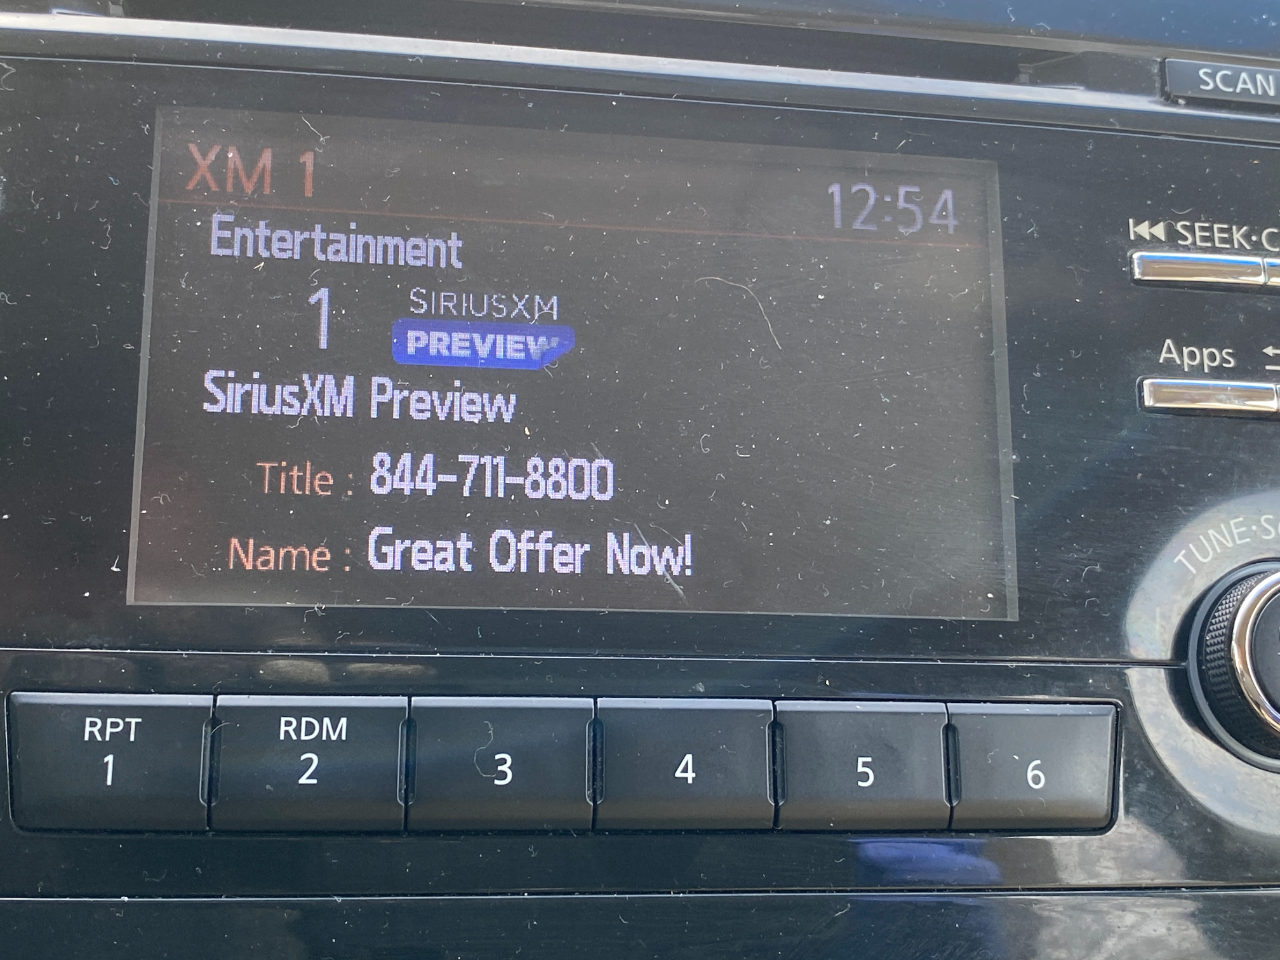 SCAN
XM 1
12:54
Entertainment
1
SIRIUSXM
PREVIEW
SiriusXM Preview
Title : 844-711-8800
Name : Great Offer Now!
SEEK·C
Apps
TUNE·S
RPT
1
RDM
2
3
4
5
6